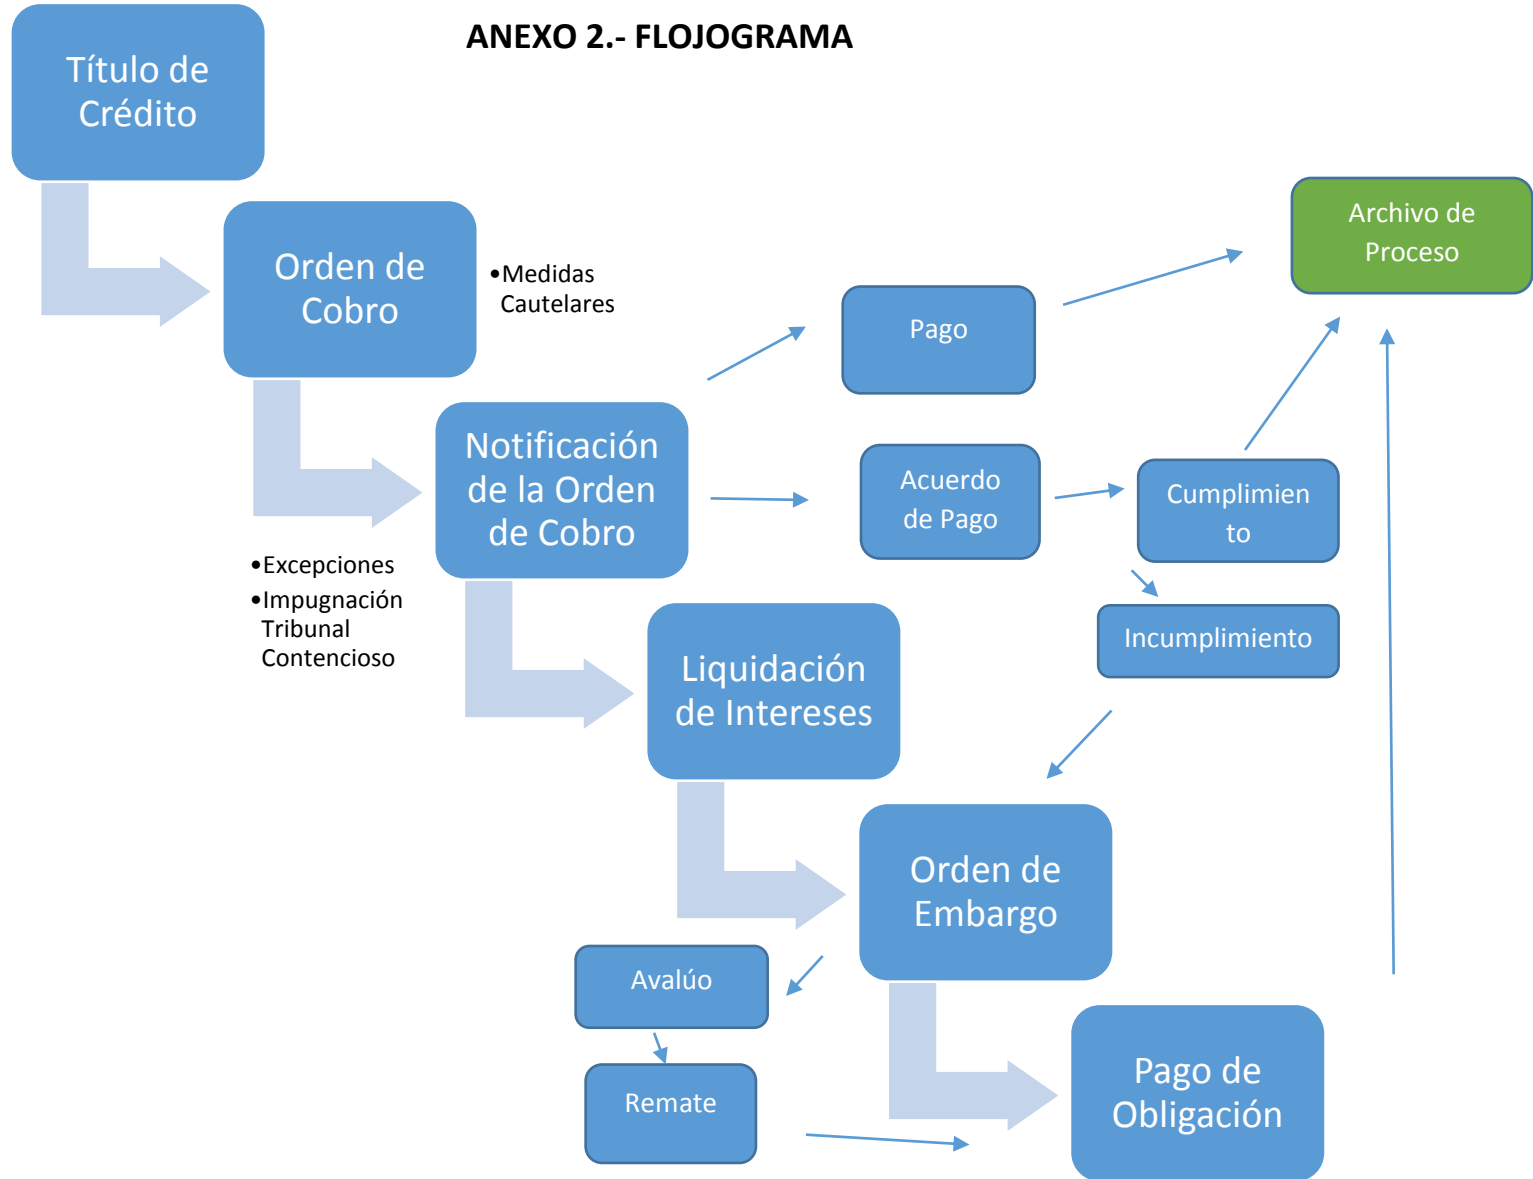 ANEXO 2.- FLOJOGRAMA
Título de
Crédito
Orden de
Cobro
•Medidas
Cautelares
Notificación
de la Orden
de Cobro
•Excepciones
•Impugnación
Tribunal
Contencioso
Pago
Archivo de
Proceso
Acuerdo
de Pago
Cumplimien
to
Incumplimiento
Liquidación
de Intereses
Orden de
Embargo
Avalúo
Remate
Pago de
Obligación